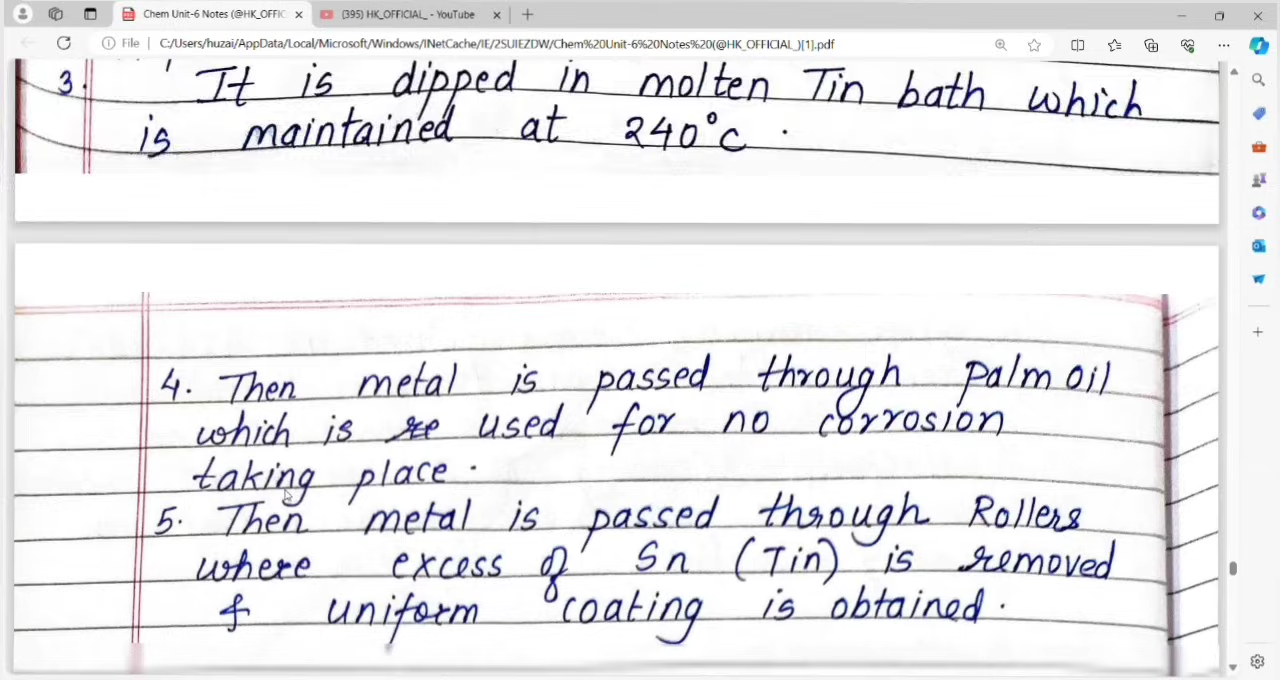 Chem Unit-6 Notes (@HK_OFFIC
(395) HK_OFFICIAL_ - YouTube
File | C:/Users/huzai/AppData/Local/Microsoft/Windows/INetCache/IE/2SUIEZDW/Chem%20Unit-6%20Notes%20(@HK_OFFICIAL_)[1].pdf
3. It is dipped in molten Tin bath which
is maintained at 240°C.
4. Then metal is passed through Palm oil
which is used for no corrosion
taking place.
5. Then metal is passed through Rollers
where excess of Sn (Tin) is removed
& uniform coating is obtained.